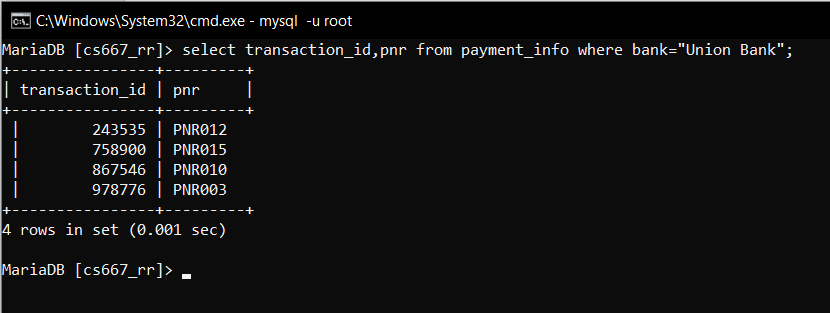 C:\Windows\System32\cmd.exe - mysql  -u root
MariaDB [cs667_rr]> select transaction_id,pnr from payment_info where bank="Union Bank";
+----------------+---------+
| transaction_id | pnr     |
+----------------+---------+
|         243535 | PNR012
|         758900 | PNR015
|         867546 | PNR010
|         978776 | PNR003
+----------------+---------+
4 rows in set (0.001 sec)
MariaDB [cs667_rr]> _